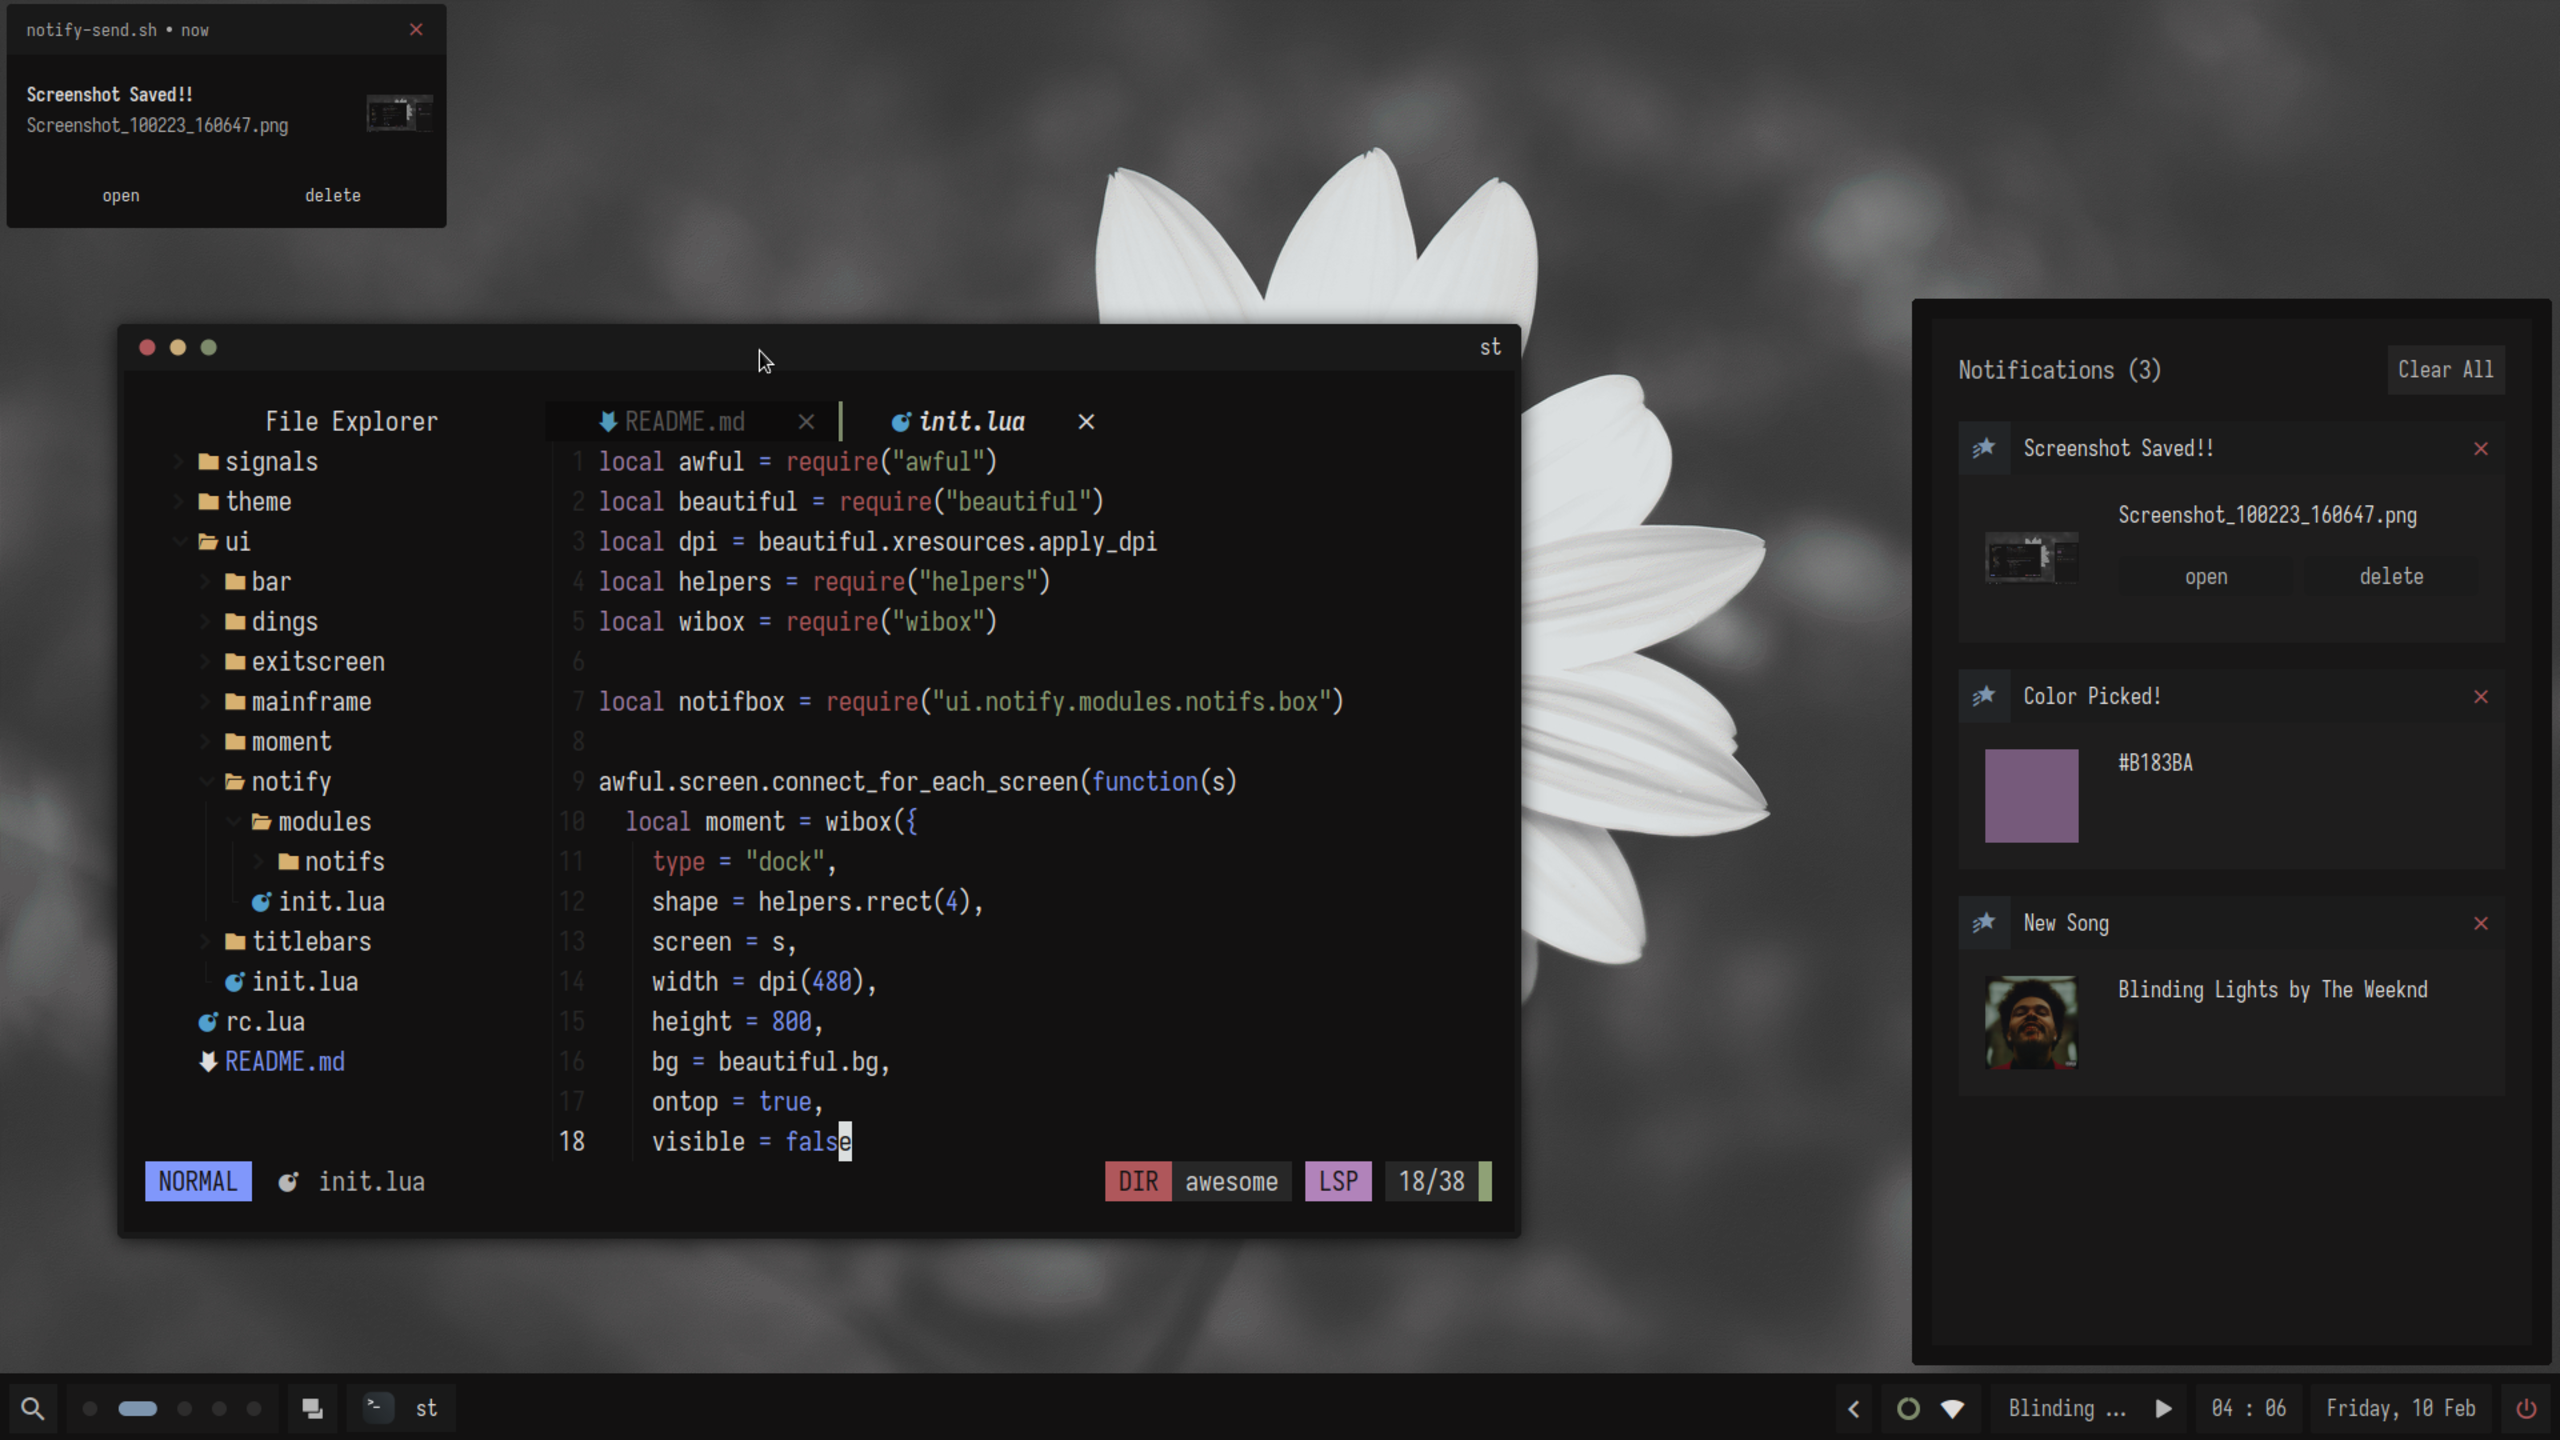 notify-send.sh • now
Screenshot Saved!!
Screenshot_100223_160647.png
open delete
st
File Explorer
signals
theme
ui
bar
dings
exitscreen
mainframe
moment
notify
modules
notifs
init.lua
titlebars
init.lua
rc.lua
README.md
README.md init.lua
1 local awful = require("awful")
2 local beautiful = require("beautiful")
3 local dpi = beautiful.xresources.apply_dpi
4 local helpers = require("helpers")
5 local wibox = require("wibox")
6
7 local notifbox = require("ui.notify.modules.notifs.box")
8
9 awful.screen.connect_for_each_screen(function(s)
10 local moment = wibox({
11 type = "dock",
12 shape = helpers.rrect(4),
13 screen = s,
14 width = dpi(480),
15 height = 800,
16 bg = beautiful.bg,
17 ontop = true,
18 visible = false
NORMAL init.lua DIR awesome LSP 18/38
Notifications (3) Clear All
Screenshot Saved!!
Screenshot_100223_160647.png
open delete
Color Picked!
#B183BA
New Song
Blinding Lights by The Weeknd
st Blinding ... 04 : 06 Friday, 10 Feb